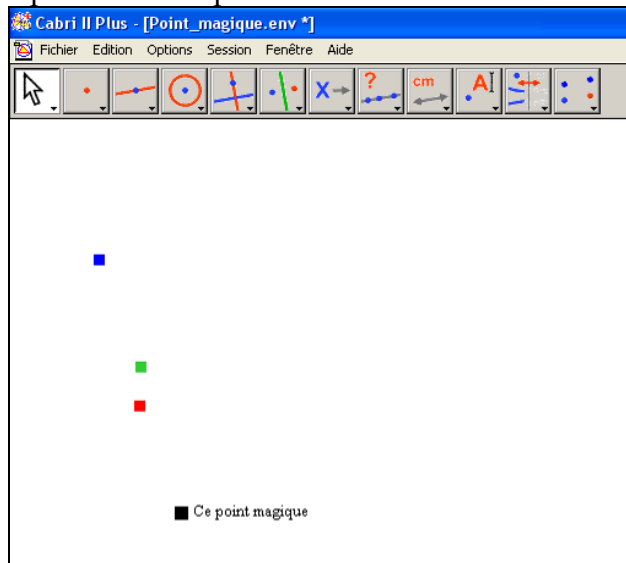 Cabri II Plus - [Point_magique.env *]
Fichier Edition Options Session Fenêtre Aide
X ? cm A
Ce point magique